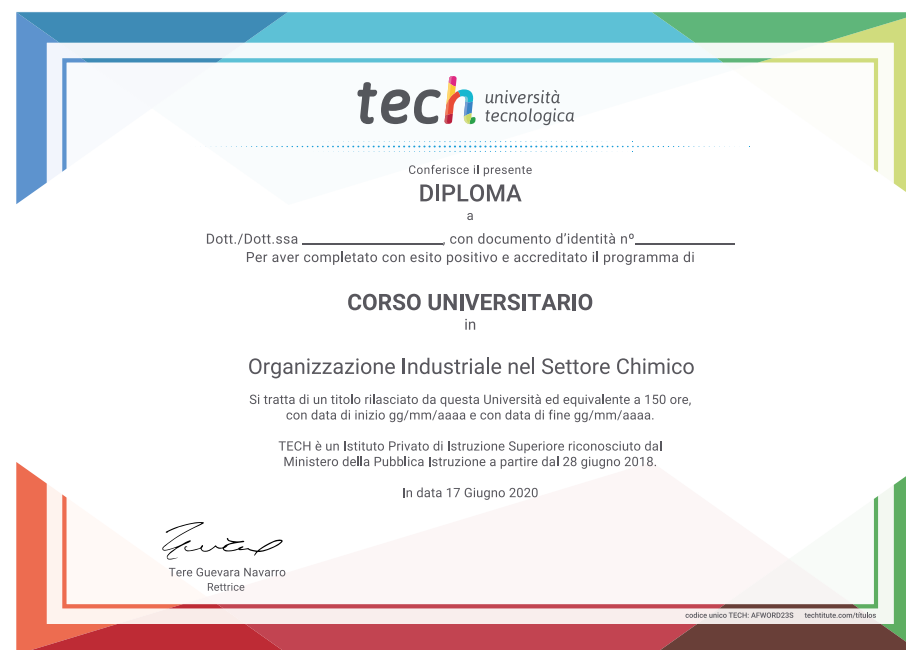 tech università
tecnologica
Conferisce il presente
DIPLOMA
a
Dott./Dott.ssa ____________________, con documento d'identità nº______________
Per aver completato con esito positivo e accreditato il programma di
CORSO UNIVERSITARIO
in
Organizzazione Industriale nel Settore Chimico
Si tratta di un titolo rilasciato da questa Università ed equivalente a 150 ore,
con data di inizio gg/mm/aaaa e con data di fine gg/mm/aaaa.
TECH è un Istituto Privato di Istruzione Superiore riconosciuto dal
Ministero della Pubblica Istruzione a partire dal 28 giugno 2018.
In data 17 Giugno 2020
Tere Guevara Navarro
Rettrice
codice unico TECH: AFWORD23S techtitute.com/titulos